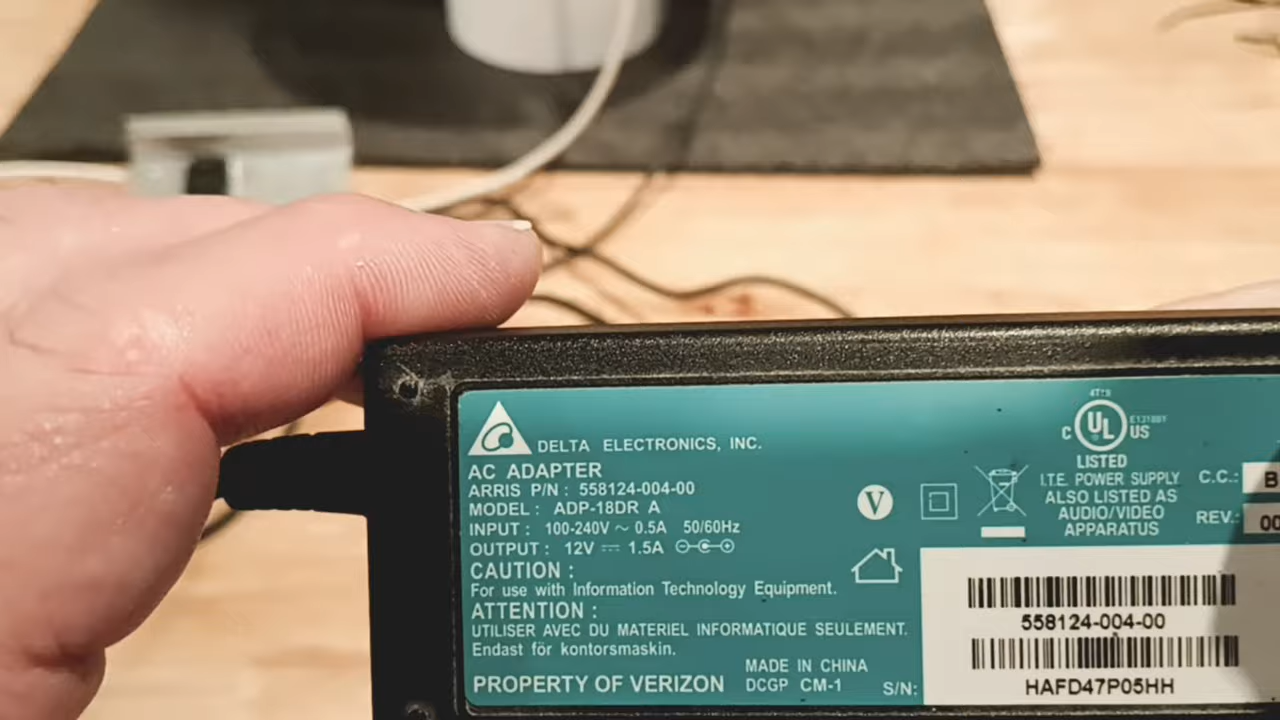 DELTA ELECTRONICS, INC.
AC ADAPTER
ARRIS P/N : 558124-004-00
MODEL : ADP-18DR A
INPUT : 100-240V ~ 0.5A 50/60Hz
OUTPUT : 12V ⎓ 1.5A
CAUTION :
For use with Information Technology Equipment.
ATTENTION :
UTILISER AVEC DU MATERIEL INFORMATIQUE SEULEMENT.
Endast för kontorsmaskin.
PROPERTY OF VERIZON
MADE IN CHINA
DCGP CM-1
V
C UL US
LISTED
I.T.E. POWER SUPPLY
ALSO LISTED AS
AUDIO/VIDEO
APPARATUS
C.C.: B
REV.: 00
558124-004-00
S/N: HAFD47P05HH